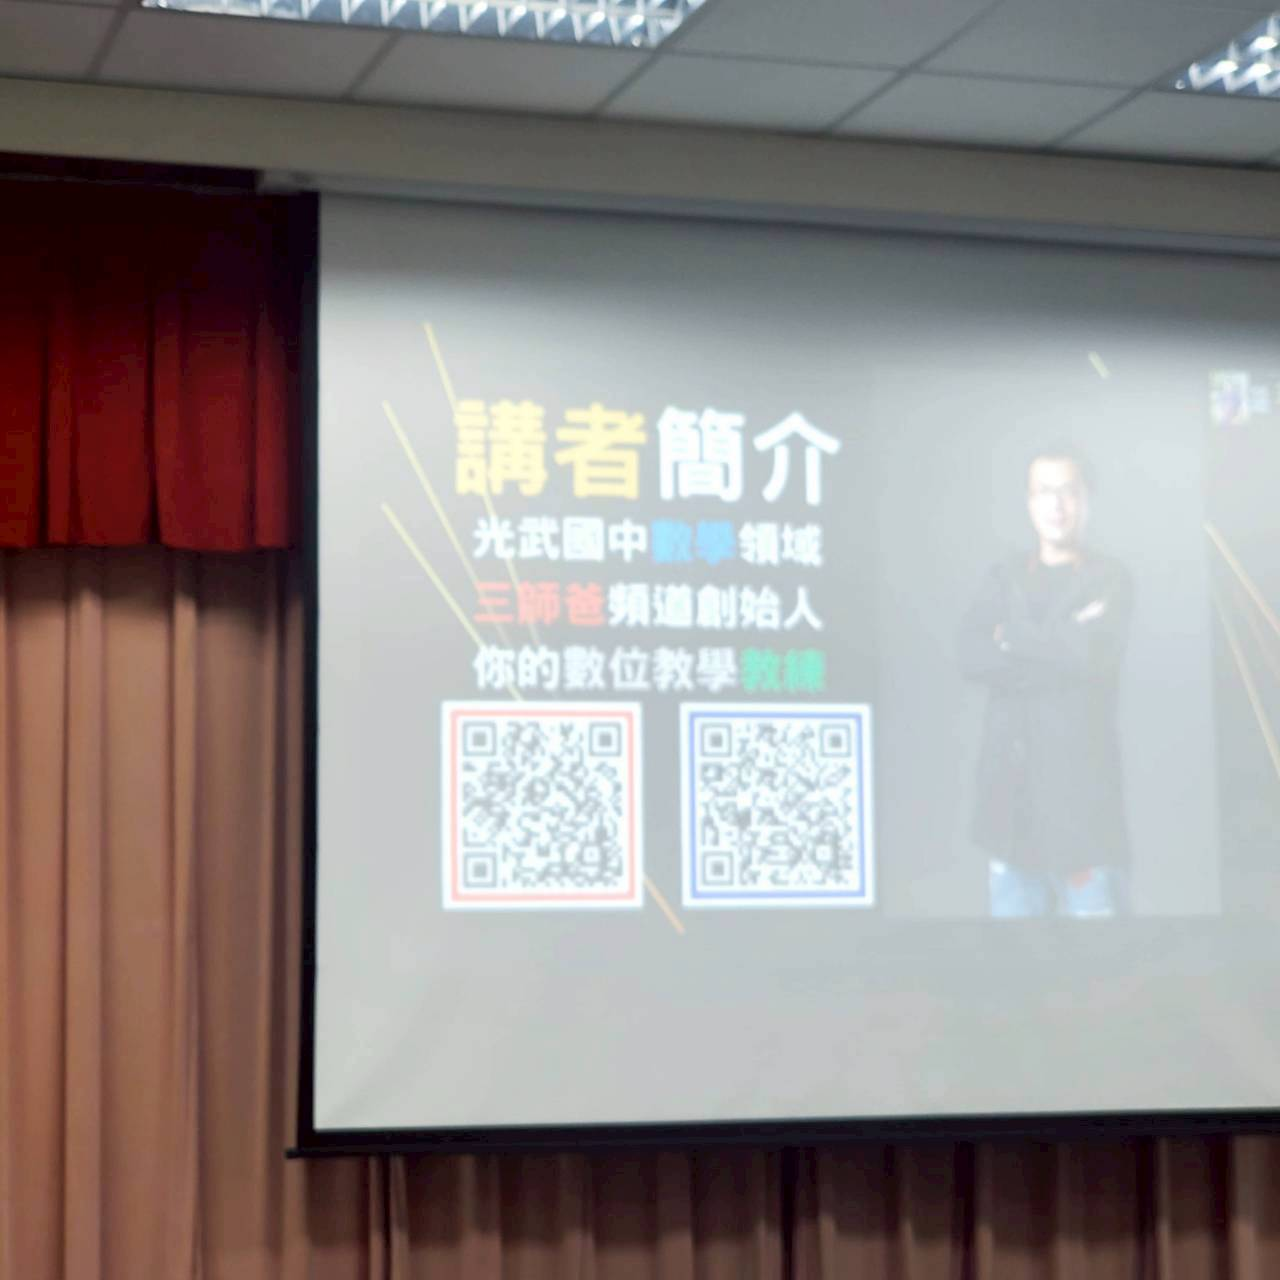 講者簡介
光武國中數學領域
三師爸頻道創始人
你的數位教學教練